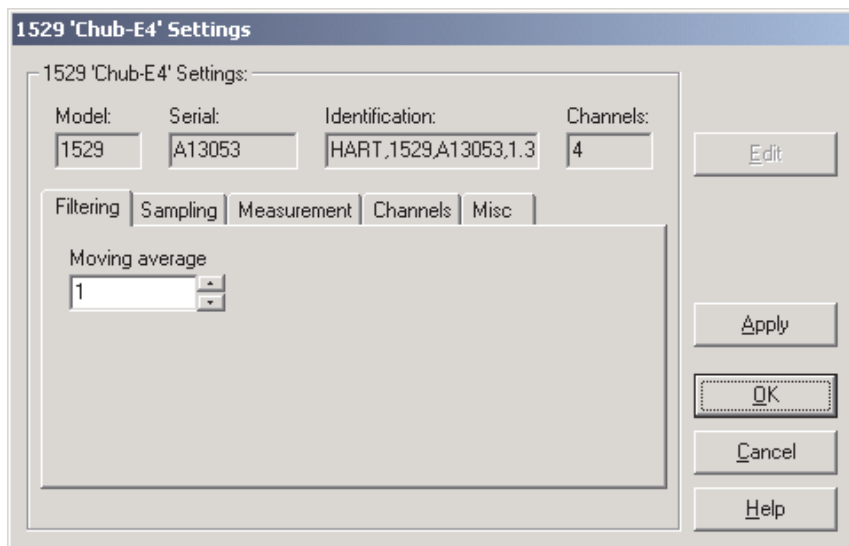 1529 'Chub-E4' Settings
1529 'Chub-E4' Settings:
Model: Serial: Identification: Channels:
1529 A13053 HART,1529,A13053,1.3 4
Edit
Filtering Sampling Measurement Channels Misc
Moving average
1
Apply
OK
Cancel
Help